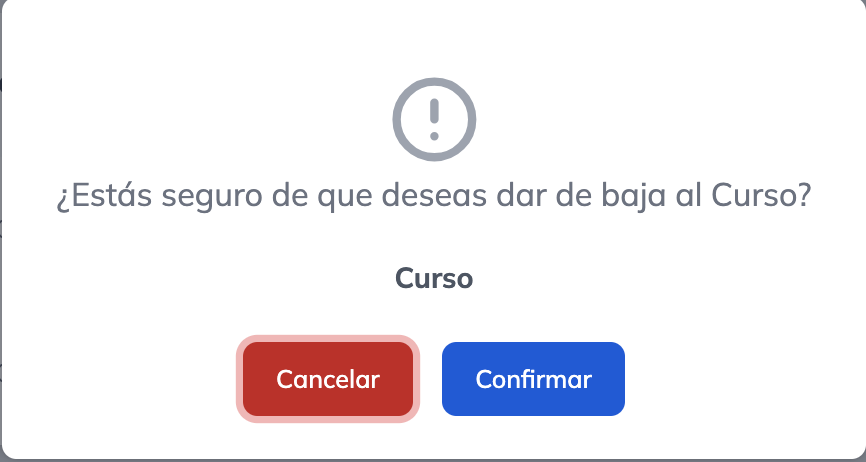 ¿Estás seguro de que deseas dar de baja al Curso?
Curso
Cancelar
Confirmar